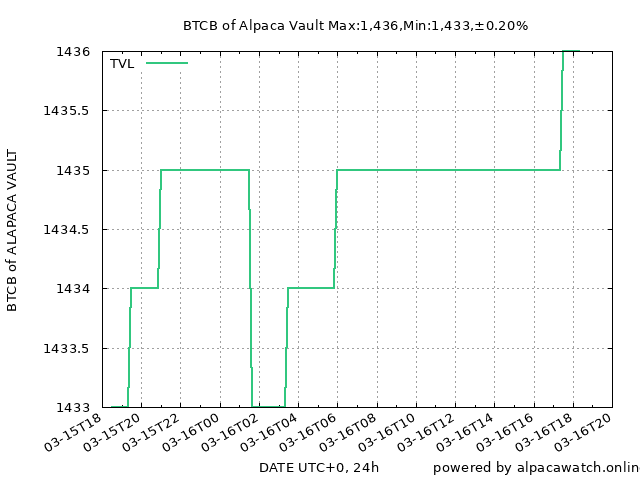 BTCB of Alpaca Vault Max:1,436,Min:1,433,±0.20%
TVL
BTCB of ALAPACA VAULT
1436
1435.5
1435
1434.5
1434
1433.5
1433
03-15T18
03-15T20
03-15T22
03-16T00
03-16T02
03-16T04
03-16T06
03-16T08
03-16T10
03-16T12
03-16T14
03-16T16
03-16T18
03-16T20
DATE UTC+0, 24h
powered by alpacawatch.online